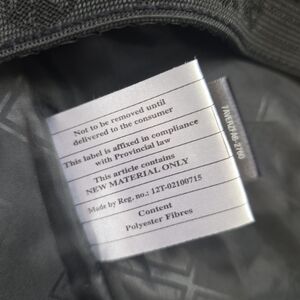 Not to be removed until
delivered to the consumer
This label is affixed in compliance
with Provincial law
This article contains
NEW MATERIAL ONLY
Made by Reg. no.: 12T-02100715
Content
Polyester Fibres